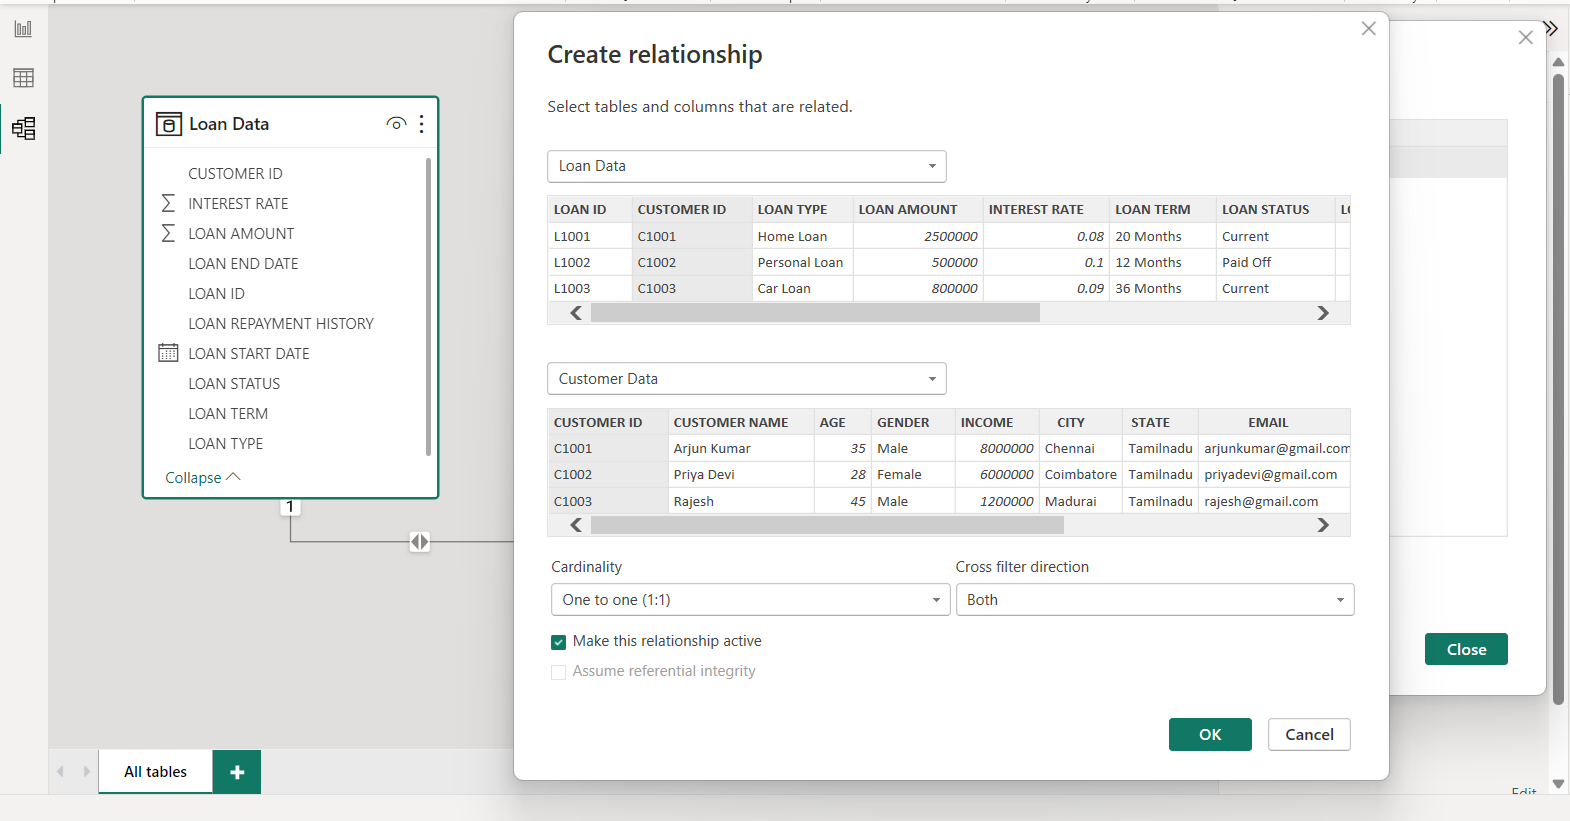 Create relationship
Select tables and columns that are related.
Loan Data
CUSTOMER ID
INTEREST RATE
LOAN AMOUNT
LOAN END DATE
LOAN ID
LOAN REPAYMENT HISTORY
LOAN START DATE
LOAN STATUS
LOAN TERM
LOAN TYPE
Collapse
1
Loan Data
LOAN ID CUSTOMER ID LOAN TYPE LOAN AMOUNT INTEREST RATE LOAN TERM LOAN STATUS
L1001 C1001 Home Loan 2500000 0.08 20 Months Current
L1002 C1002 Personal Loan 500000 0.1 12 Months Paid Off
L1003 C1003 Car Loan 800000 0.09 36 Months Current
Customer Data
CUSTOMER ID CUSTOMER NAME AGE GENDER INCOME CITY STATE EMAIL
C1001 Arjun Kumar 35 Male 8000000 Chennai Tamilnadu arjunkumar@gmail.com
C1002 Priya Devi 28 Female 6000000 Coimbatore Tamilnadu priyadevi@gmail.com
C1003 Rajesh 45 Male 1200000 Madurai Tamilnadu rajesh@gmail.com
Cardinality Cross filter direction
One to one (1:1) Both
Make this relationship active
Assume referential integrity
OK Cancel
Close
All tables
Edit